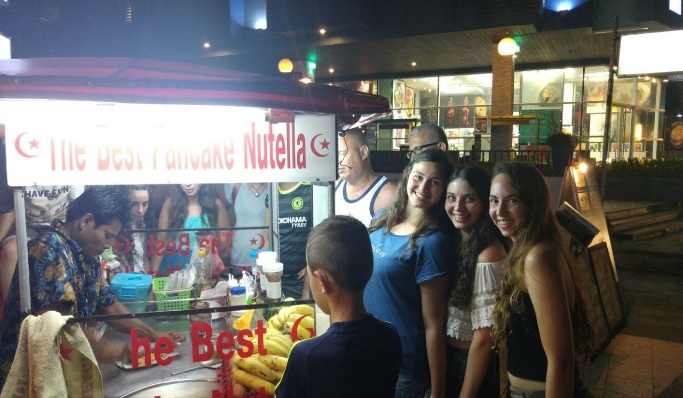 The Best Pancake Nutella
HAVE FUN
YOKOHAMA
TYRES
The Best
he Best